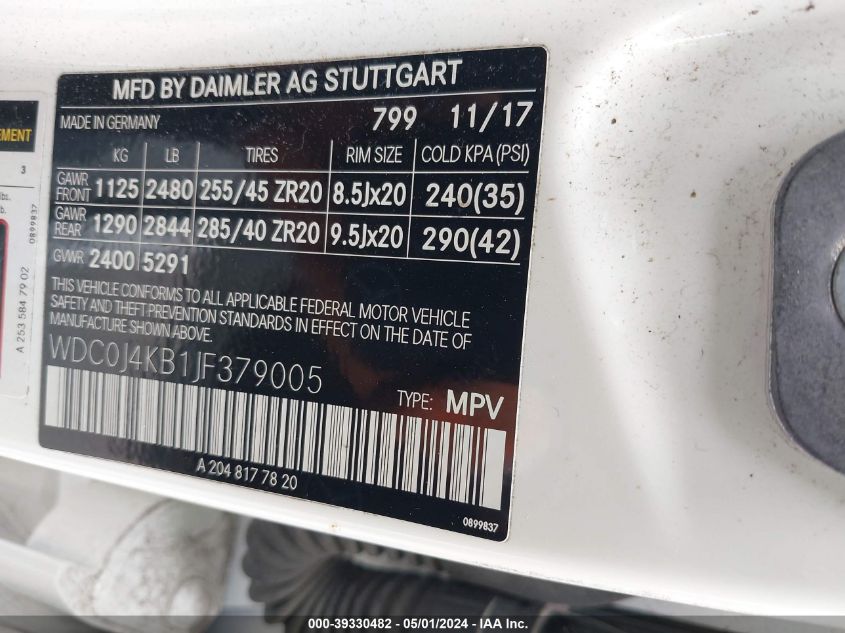 MFD BY DAIMLER AG STUTTGART
MADE IN GERMANY 799 11/17
KG LB TIRES RIM SIZE COLD KPA (PSI)
GAWR FRONT 1125 2480 255/45 ZR20 8.5Jx20 240(35)
GAWR REAR 1290 2844 285/40 ZR20 9.5Jx20 290(42)
GVWR 2400 5291
THIS VEHICLE CONFORMS TO ALL APPLICABLE FEDERAL MOTOR VEHICLE
SAFETY AND THEFT PREVENTION STANDARDS IN EFFECT ON THE DATE OF
MANUFACTURE SHOWN ABOVE.
WDC0J4KB1JF379005
TYPE: MPV
A 204 817 78 20
0899837
3
lbs.
0899837
A 253 584 79 02
000-39330482 - 05/01/2024 - IAA Inc.